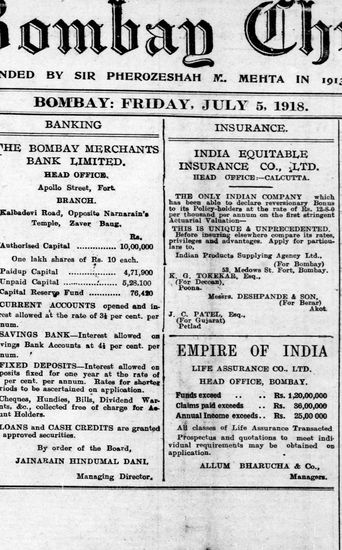 Bombay Ch
NDED BY SIR PHEROZESHAH M. MEHTA IN 1913
BOMBAY: FRIDAY, JULY 5, 1918.
BANKING
HE BOMBAY MERCHANTS
BANK LIMITED.
HEAD OFFICE.
Apollo Street, Fort.
BRANCH.
Kalbadevi Road, Opposite Narnarain's
Temple, Zaver Baug.
Rs.
Authorised Capital ............... 10,00,000
One lakh shares of Rs. 10 each.
Paidup Capital ............... 4,71,900
Unpaid Capital ............... 5,28,100
Capital Reserve Fund ............... 76,420
CURRENT ACCOUNTS opened and in-
rest allowed at the rate of 3½ per cent. per
num.
SAVINGS BANK—Interest allowed on
vings Bank Accounts at 4½ per cent. per
num.
FIXED DEPOSITS—Interest allowed on
posits fixed for one year at the rate of
per cent. per annum. Rates for shorter
riods to be ascertained on application.
Cheques, Hundies, Bills, Dividend War-
nts, &c., collected free of charge for Ac-
unt Holders.
LOANS and CASH CREDITS are granted
approved securities.
By order of the Board,
JAINARAIN HINDUMAL DANI,
Managing Director.
INSURANCE.
INDIA EQUITABLE
INSURANCE CO., LTD.
HEAD OFFICE:—CALCUTTA.
THE ONLY INDIAN COMPANY which
has been able to declare reversionary Bonus
to its Policy-holders at the rate of Rs. 12-8-0
per thousand per annum on the first stringent
Actuarial Valuation—
THIS IS UNIQUE & UNPRECEDENTED.
Before insuring elsewhere compare its rates,
privileges and advantages. Apply for particu-
lars to,
Indian Products Supplying Agency Ltd.,
(For Bombay)
53, Medows St. Fort, Bombay.
K. G. TOKEKAR, Esq.,
(For Deccan),
Poona.
Messrs. DESHPANDE & SON,
(For Berar)
Akot.
J. C. PATEL, Esq.,
(For Gujarat)
Petlad
EMPIRE OF INDIA
LIFE ASSURANCE CO., LTD.
HEAD OFFICE, BOMBAY.
Funds exceed .. .. Rs. 1,20,00,000
Claims paid exceeds .. Rs. 36,00,000
Annual Income exceeds.. Rs. 25,00,000
All classes of Life Assurance Transacted
Prospectus and quotations to meet indi-
vidual requirements may be obtained on
application.
ALLUM BHARUCHA & Co.,
Managers.